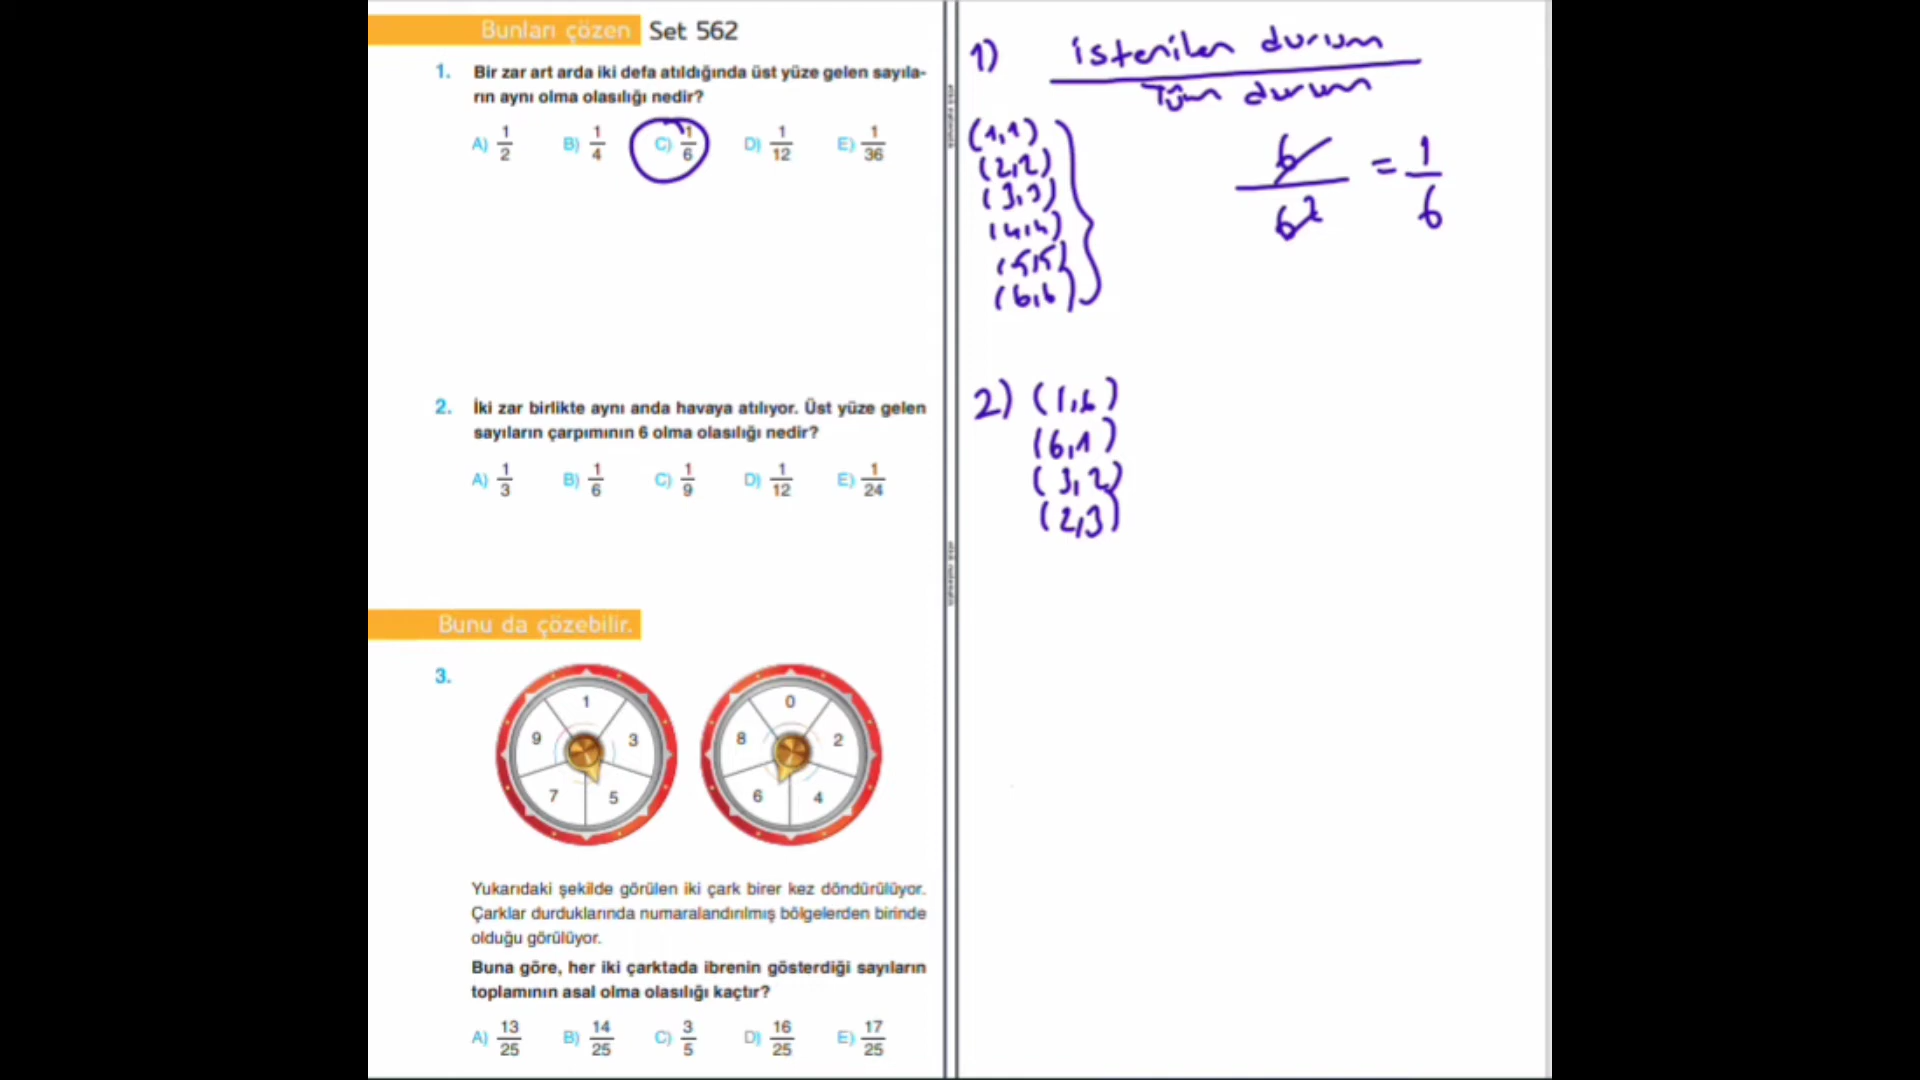 Bunları çözen Set 562
1. Bir zar art arda iki defa atıldığında üst yüze gelen sayıla-
rın aynı olma olasılığı nedir?
A) 1/2 B) 1/4 C) 1/6 D) 1/12 E) 1/36
2. İki zar birlikte aynı anda havaya atılıyor. Üst yüze gelen
sayıların çarpımının 6 olma olasılığı nedir?
A) 1/3 B) 1/6 C) 1/9 D) 1/12 E) 1/24
Bunu da çözebilir.
3.
1
9 3
7 5
0
8 2
6 4
Yukarıdaki şekilde görülen iki çark birer kez döndürülüyor.
Çarklar durduklarında numaralandırılmış bölgelerden birinde
olduğu görülüyor.
Buna göre, her iki çarktada ibrenin gösterdiği sayıların
toplamının asal olma olasılığı kaçtır?
A) 13/25 B) 14/25 C) 3/5 D) 16/25 E) 17/25
1) istenilen durum
Tüm durum
(1,1)
(2,2)
(3,3)
(4,4)
(5,5)
(6,6)
6/6² = 1/6
2) (1,6)
(6,1)
(3,2)
(2,3)